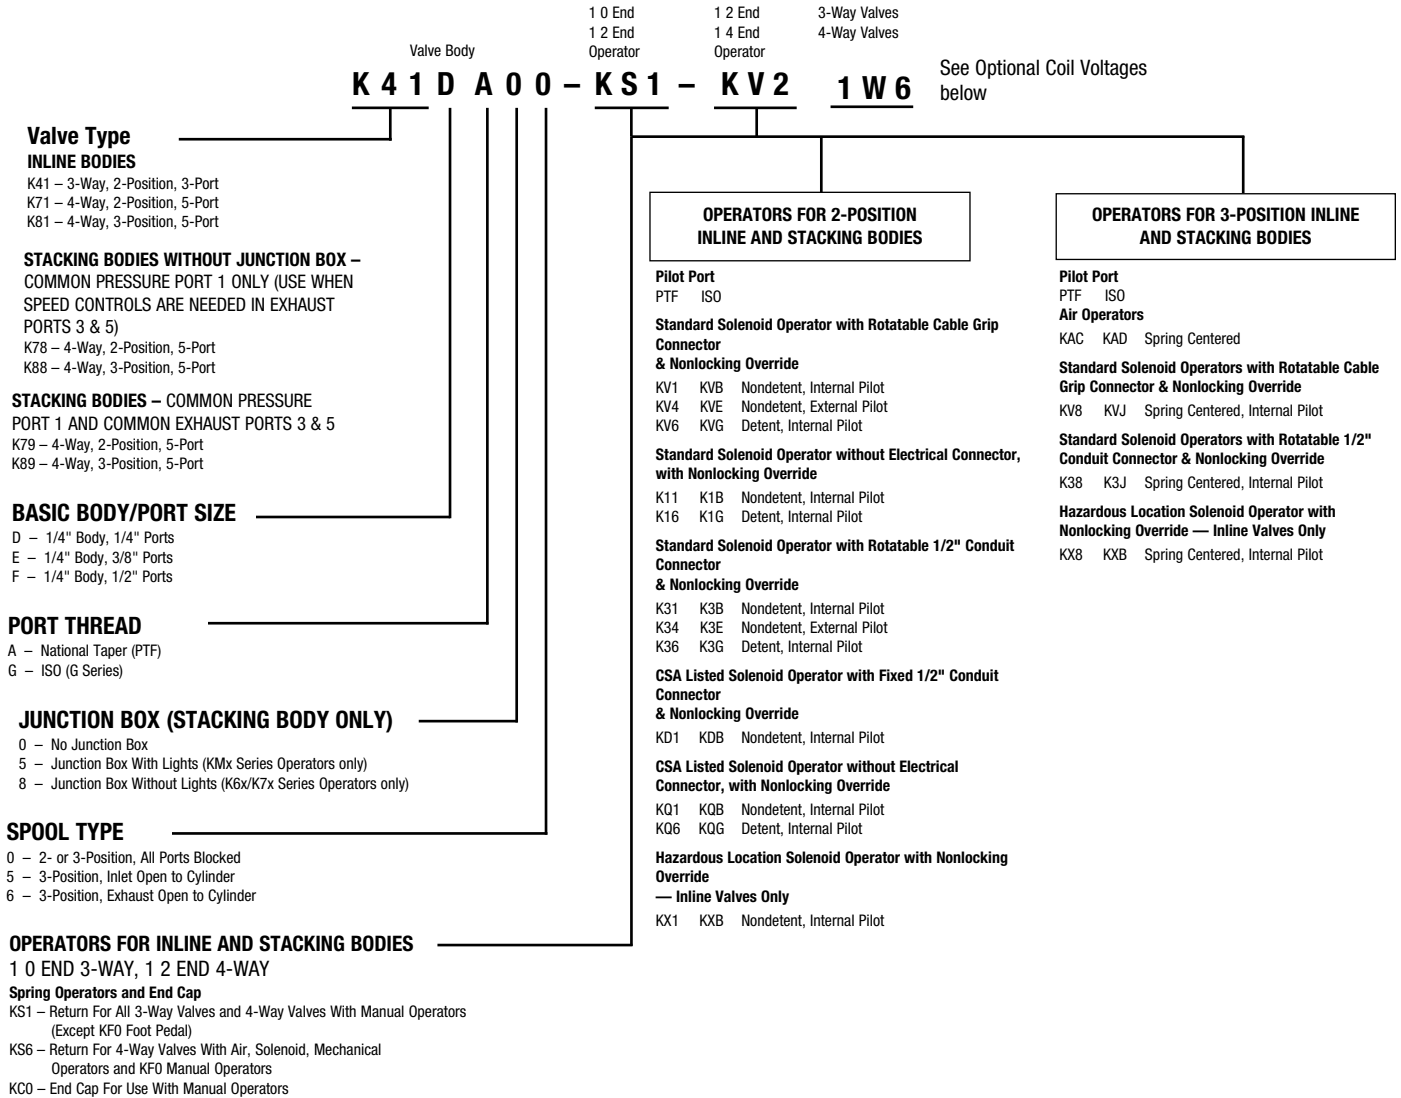 1 0 End
1 2 End
Operator
1 2 End
1 4 End
Operator
3-Way Valves
4-Way Valves
Valve Body
K 4 1 D A 0 0 – K S 1 – K V 2 1 W 6
See Optional Coil Voltages
below
Valve Type
INLINE BODIES
K41 – 3-Way, 2-Position, 3-Port
K71 – 4-Way, 2-Position, 5-Port
K81 – 4-Way, 3-Position, 5-Port
STACKING BODIES WITHOUT JUNCTION BOX –
COMMON PRESSURE PORT 1 ONLY (USE WHEN
SPEED CONTROLS ARE NEEDED IN EXHAUST
PORTS 3 & 5)
K78 – 4-Way, 2-Position, 5-Port
K88 – 4-Way, 3-Position, 5-Port
STACKING BODIES – COMMON PRESSURE
PORT 1 AND COMMON EXHAUST PORTS 3 & 5
K79 – 4-Way, 2-Position, 5-Port
K89 – 4-Way, 3-Position, 5-Port
BASIC BODY/PORT SIZE
D – 1/4" Body, 1/4" Ports
E – 1/4" Body, 3/8" Ports
F – 1/4" Body, 1/2" Ports
PORT THREAD
A – National Taper (PTF)
G – ISO (G Series)
JUNCTION BOX (STACKING BODY ONLY)
0 – No Junction Box
5 – Junction Box With Lights (KMx Series Operators only)
8 – Junction Box Without Lights (K6x/K7x Series Operators only)
SPOOL TYPE
0 – 2- or 3-Position, All Ports Blocked
5 – 3-Position, Inlet Open to Cylinder
6 – 3-Position, Exhaust Open to Cylinder
OPERATORS FOR INLINE AND STACKING BODIES
1 0 END 3-WAY, 1 2 END 4-WAY
Spring Operators and End Cap
KS1 – Return For All 3-Way Valves and 4-Way Valves With Manual Operators
(Except KF0 Foot Pedal)
KS6 – Return For 4-Way Valves With Air, Solenoid, Mechanical
Operators and KF0 Manual Operators
KC0 – End Cap For Use With Manual Operators
OPERATORS FOR 2-POSITION
INLINE AND STACKING BODIES
Pilot Port
PTF ISO
Standard Solenoid Operator with Rotatable Cable Grip
Connector
& Nonlocking Override
KV1 KVB Nondetent, Internal Pilot
KV4 KVE Nondetent, External Pilot
KV6 KVG Detent, Internal Pilot
Standard Solenoid Operator without Electrical Connector,
with Nonlocking Override
K11 K1B Nondetent, Internal Pilot
K16 K1G Detent, Internal Pilot
Standard Solenoid Operator with Rotatable 1/2" Conduit
Connector
& Nonlocking Override
K31 K3B Nondetent, Internal Pilot
K34 K3E Nondetent, External Pilot
K36 K3G Detent, Internal Pilot
CSA Listed Solenoid Operator with Fixed 1/2" Conduit
Connector
& Nonlocking Override
KD1 KDB Nondetent, Internal Pilot
CSA Listed Solenoid Operator without Electrical
Connector, with Nonlocking Override
KQ1 KQB Nondetent, Internal Pilot
KQ6 KQG Detent, Internal Pilot
Hazardous Location Solenoid Operator with Nonlocking
Override
— Inline Valves Only
KX1 KXB Nondetent, Internal Pilot
OPERATORS FOR 3-POSITION INLINE
AND STACKING BODIES
Pilot Port
PTF ISO
Air Operators
KAC KAD Spring Centered
Standard Solenoid Operators with Rotatable Cable
Grip Connector & Nonlocking Override
KV8 KVJ Spring Centered, Internal Pilot
Standard Solenoid Operators with Rotatable 1/2"
Conduit Connector & Nonlocking Override
K38 K3J Spring Centered, Internal Pilot
Hazardous Location Solenoid Operator with
Nonlocking Override — Inline Valves Only
KX8 KXB Spring Centered, Internal Pilot